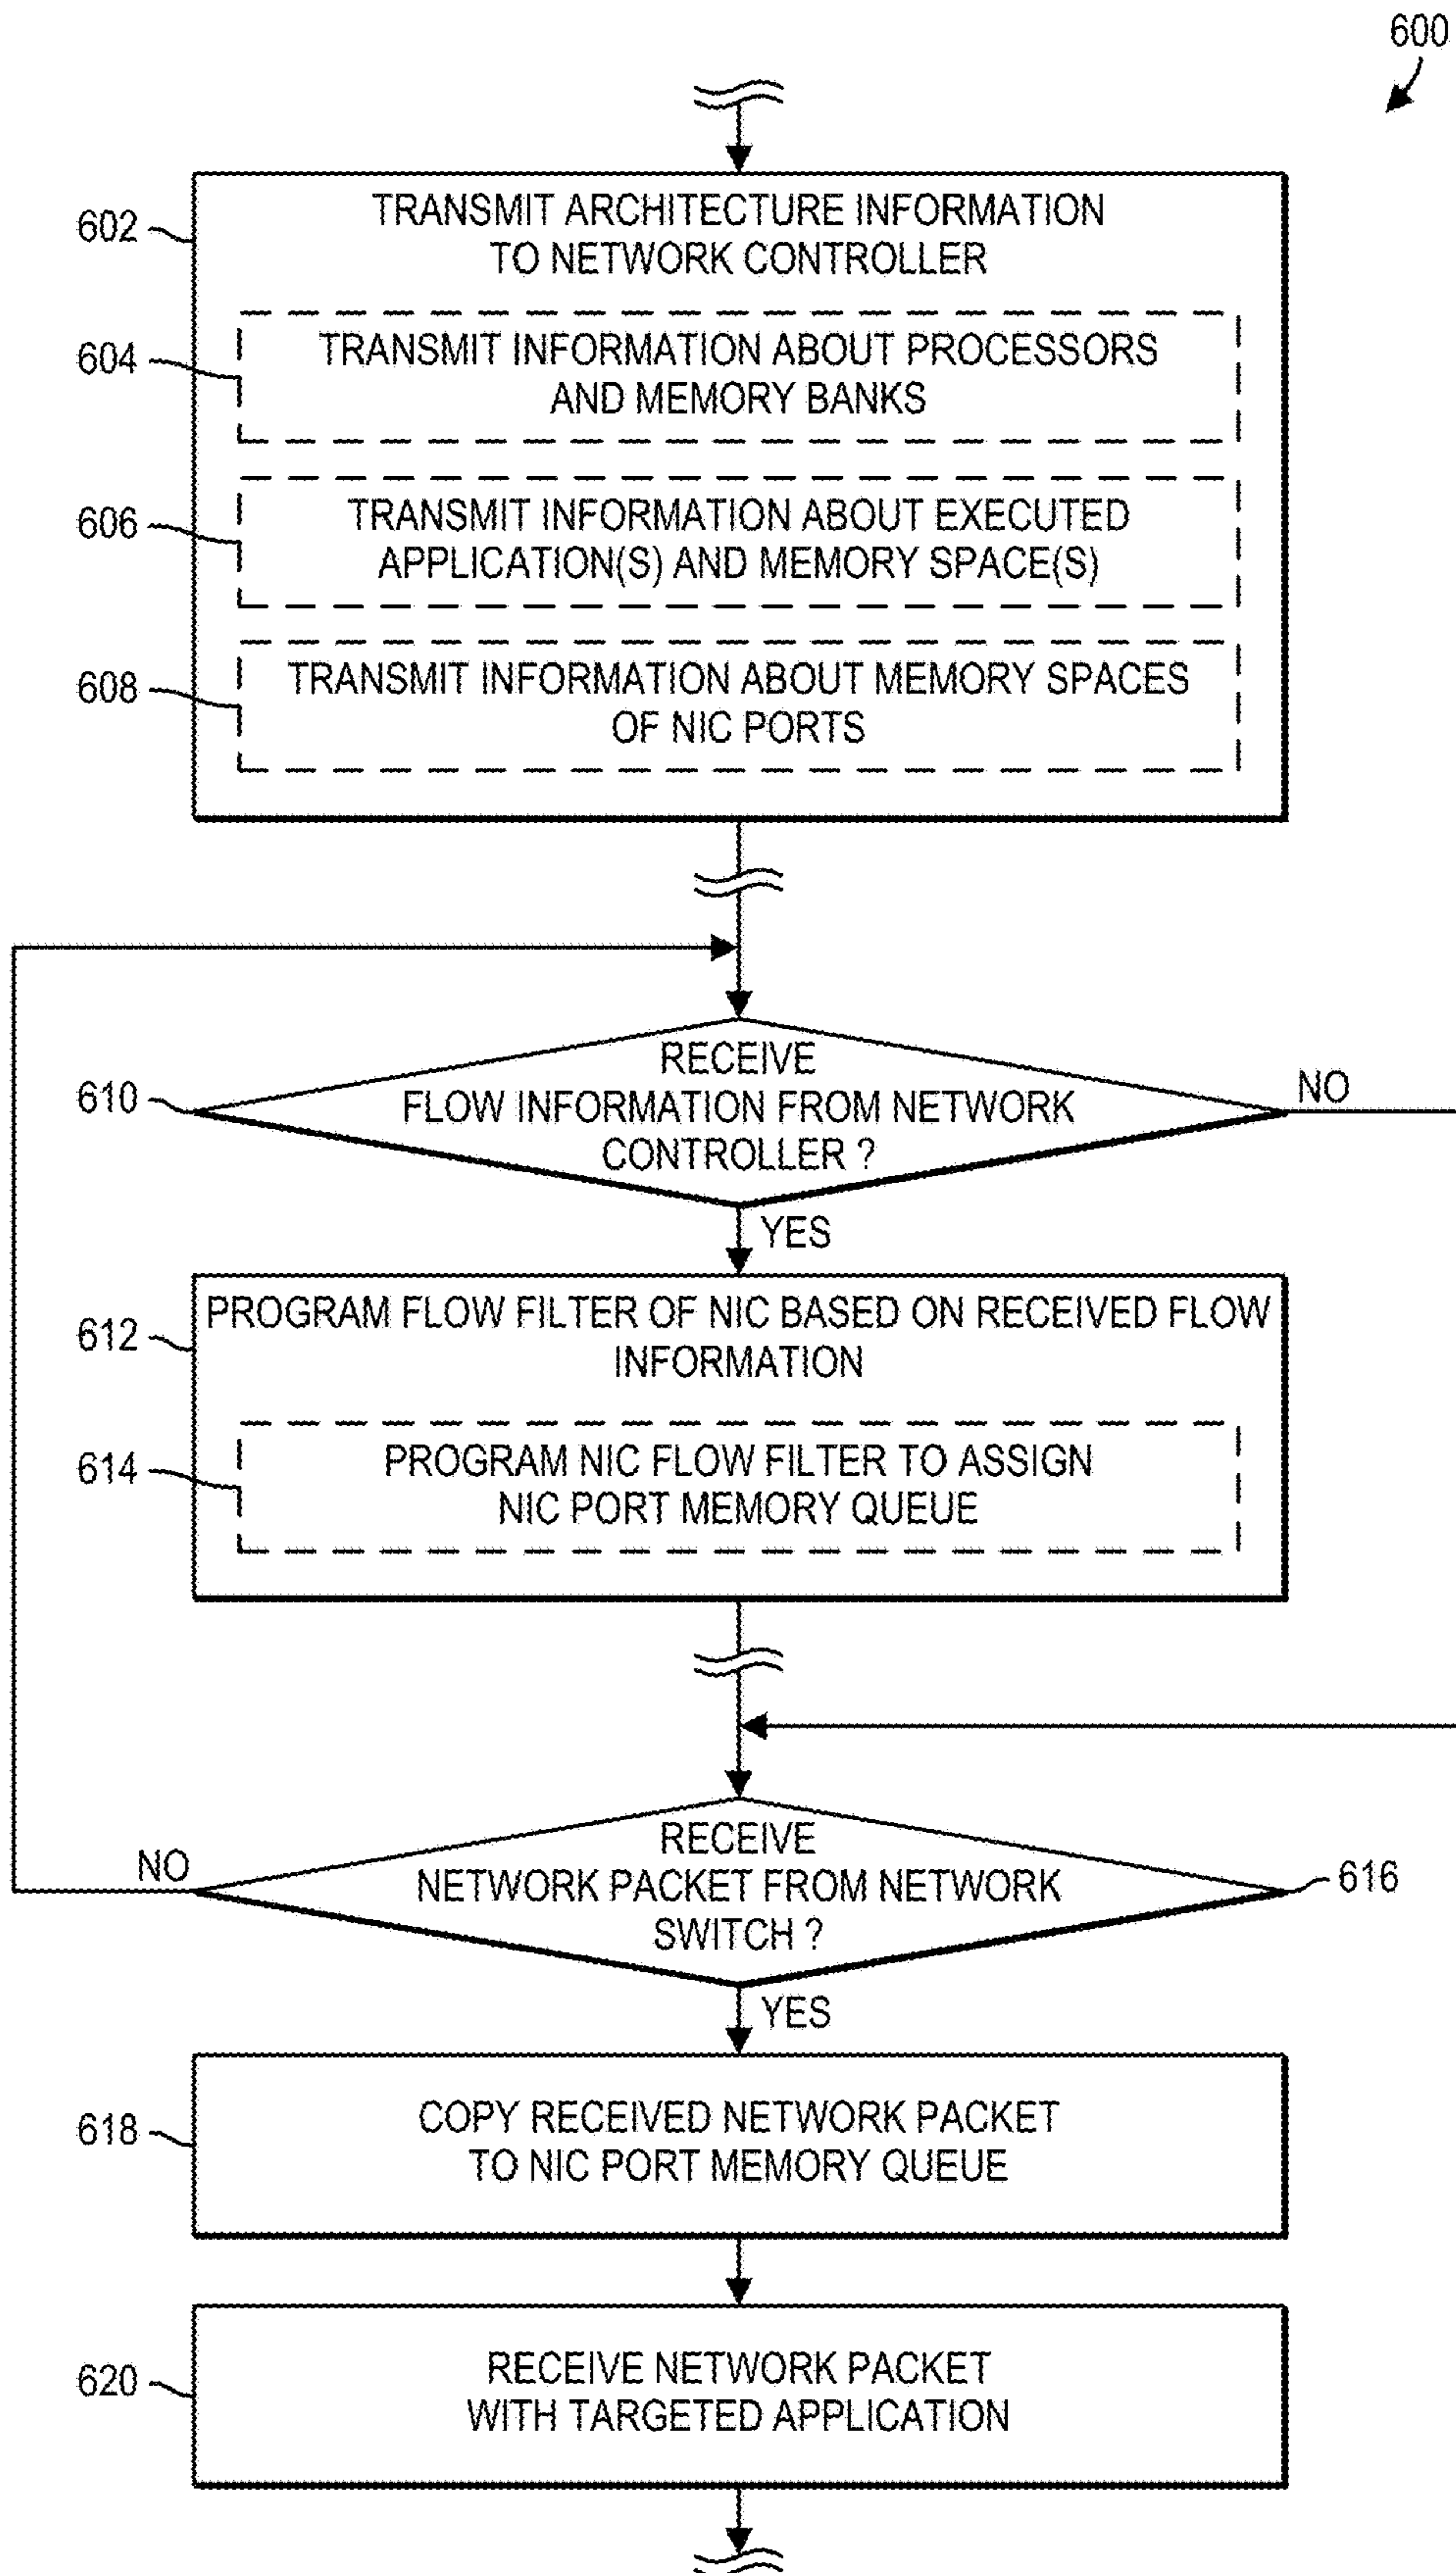 600
602
TRANSMIT ARCHITECTURE INFORMATION
TO NETWORK CONTROLLER
604
TRANSMIT INFORMATION ABOUT PROCESSORS
AND MEMORY BANKS
606
TRANSMIT INFORMATION ABOUT EXECUTED
APPLICATION(S) AND MEMORY SPACE(S)
608
TRANSMIT INFORMATION ABOUT MEMORY SPACES
OF NIC PORTS
610
RECEIVE
FLOW INFORMATION FROM NETWORK
CONTROLLER ?
NO
YES
612
PROGRAM FLOW FILTER OF NIC BASED ON RECEIVED FLOW
INFORMATION
614
PROGRAM NIC FLOW FILTER TO ASSIGN
NIC PORT MEMORY QUEUE
NO
RECEIVE
NETWORK PACKET FROM NETWORK
SWITCH ?
616
YES
618
COPY RECEIVED NETWORK PACKET
TO NIC PORT MEMORY QUEUE
620
RECEIVE NETWORK PACKET
WITH TARGETED APPLICATION